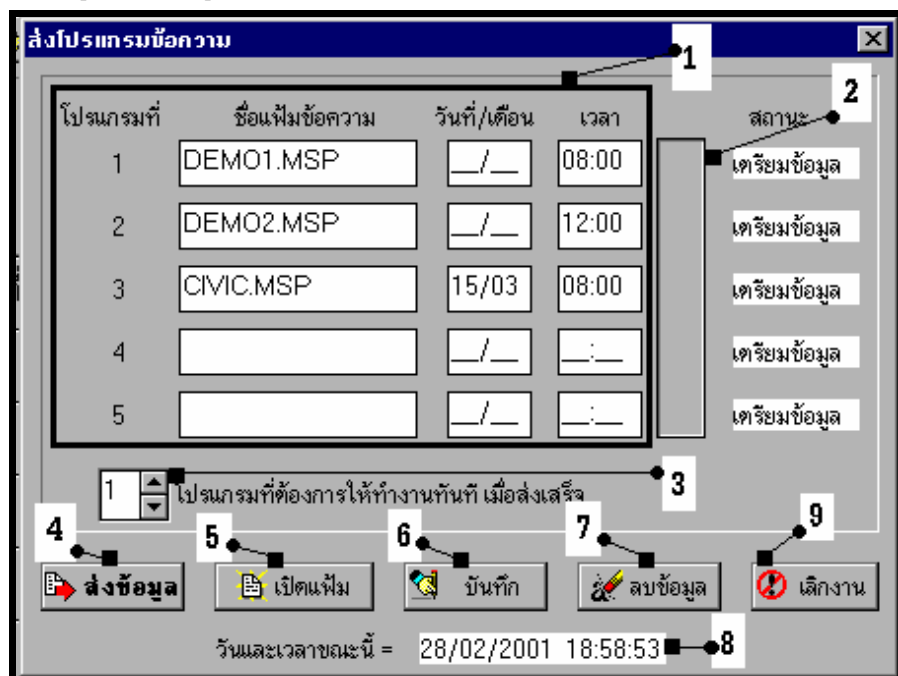 ส่งโปรแกรมข้อความ
1
2
โปรแกรมที่ ชื่อแฟ้มข้อความ วันที่/เดือน เวลา สถานะ
1 DEMO1.MSP __/__ 08:00 เตรียมข้อมูล
2 DEMO2.MSP __/__ 12:00 เตรียมข้อมูล
3 CIVIC.MSP 15/03 08:00 เตรียมข้อมูล
4 __/__ __:__ เตรียมข้อมูล
5 __/__ __:__ เตรียมข้อมูล
1 โปรแกรมที่ต้องการให้ทำงานทันที เมื่อส่งเสร็จ 3
4 5 6 7 9
ส่งข้อมูล เปิดแฟ้ม บันทึก ลบข้อมูล เลิกงาน
วันและเวลาขณะนี้ = 28/02/2001 18:58:53 8